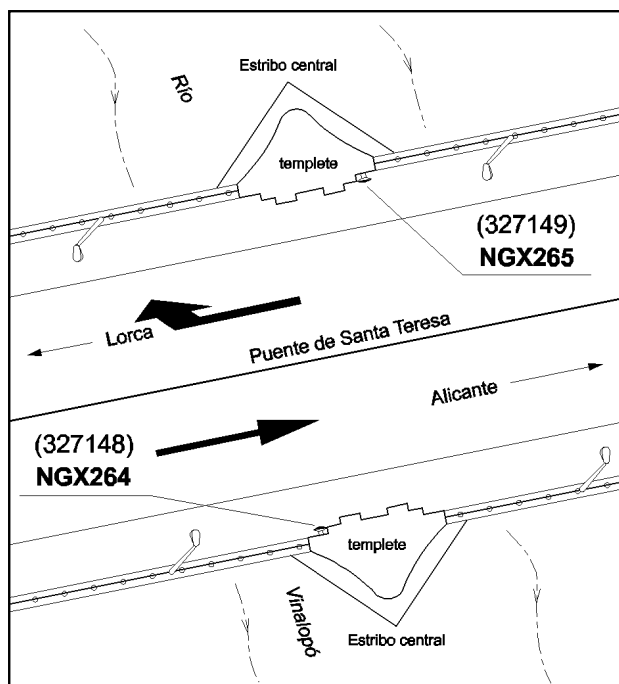 Estribo central
Río
templete
(327149)
NGX265
Lorca
Puente de Santa Teresa
Alicante
(327148)
NGX264
templete
Vinalopó
Estribo central